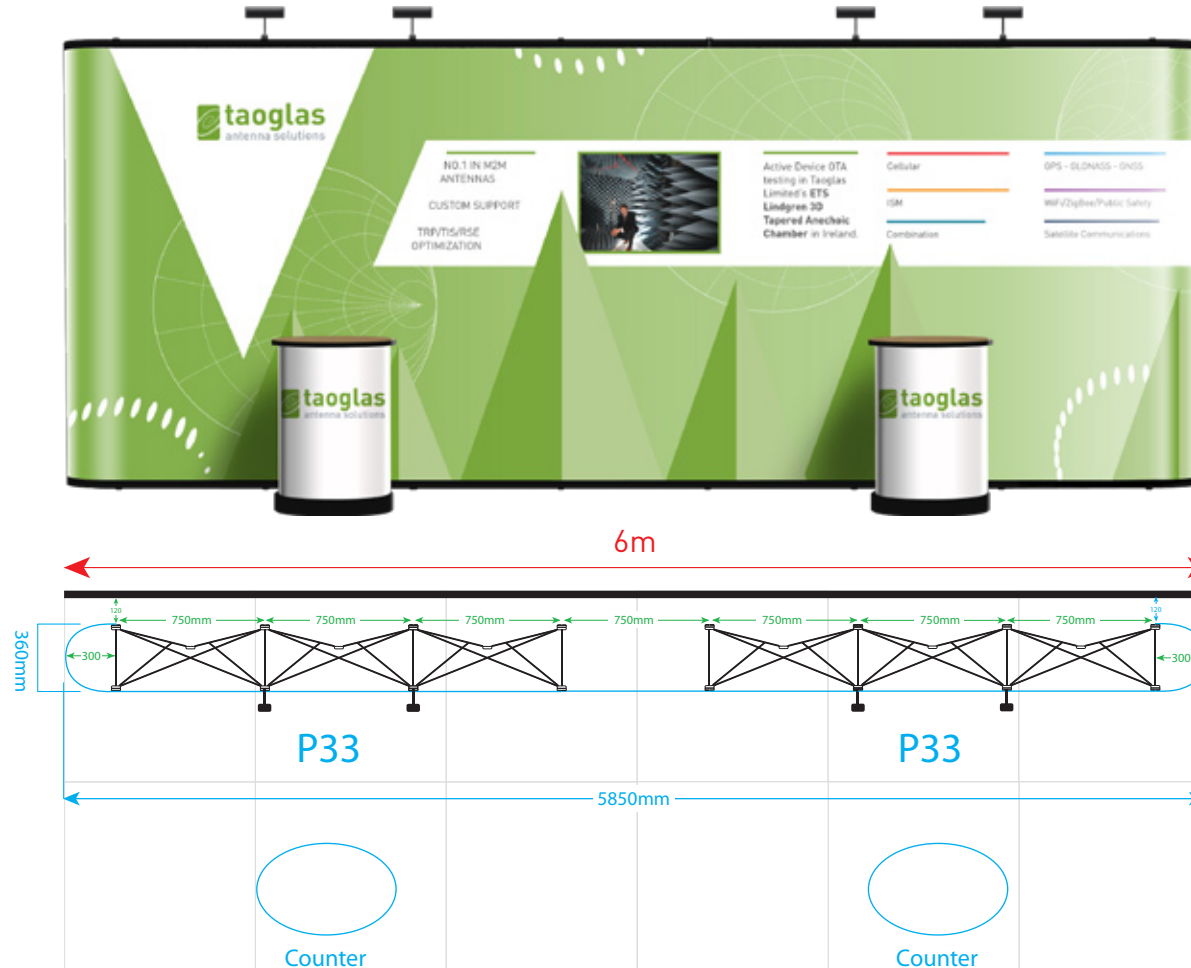 taoglas
antenna solutions
NO.1 IN M2M
ANTENNAS
CUSTOM SUPPORT
TRP/TIS/RSE
OPTIMIZATION
Active Device OTA
testing in Taoglas
Limited's ETS
Lindgren 3D
Tapered Anechoic
Chamber in Ireland.
Cellular
ISM
Combination
GPS - GLONASS - GNSS
WiFi/ZigBee/Public Safety
Satellite Communications
taoglas
antenna solutions
taoglas
antenna solutions
6m
120
120
750mm
750mm
750mm
750mm
750mm
750mm
750mm
360mm
300
300
P33
P33
5850mm
Counter
Counter